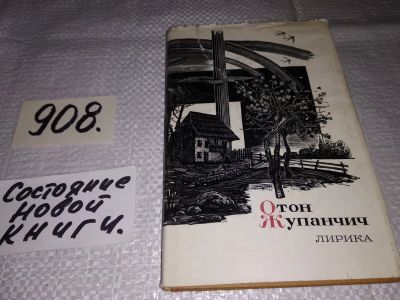 908.
Состояние
новой
книги.
Отон
Жупанчич
ЛИРИКА